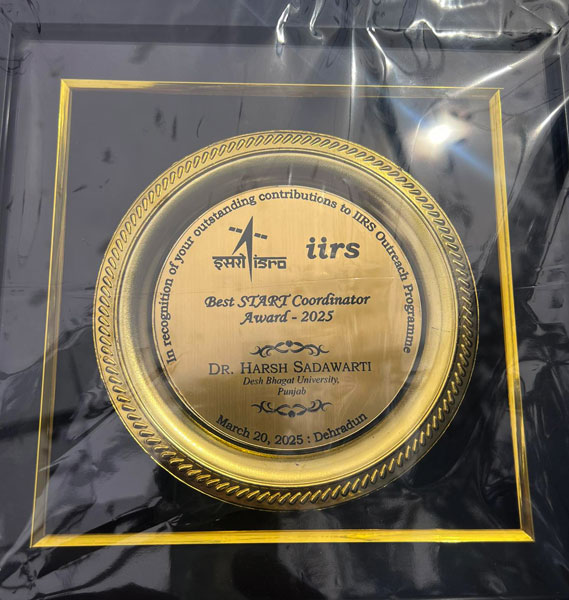 In recognition of your outstanding contributions to IIRS Outreach Programme
इसरो isro
iirs
Best START Coordinator
Award - 2025
DR. HARSH SADAWARTI
Desh Bhagat University,
Punjab
March 20, 2025 : Dehradun